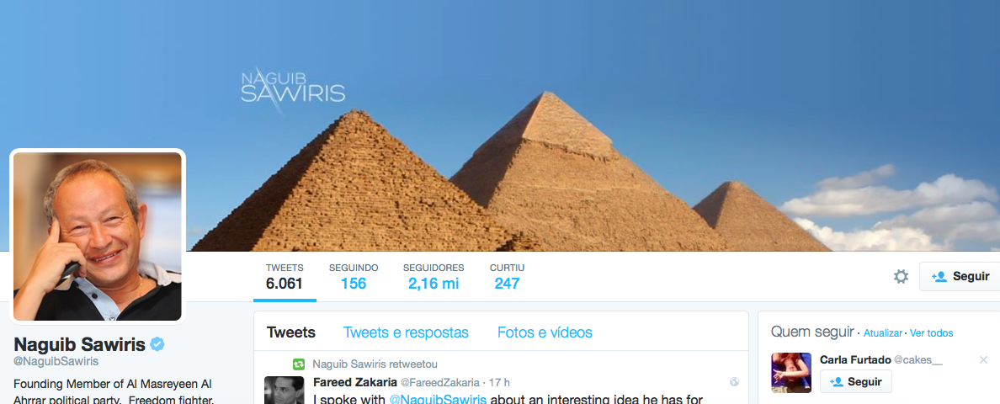 NAGUIB
SAWIRIS
TWEETS
6.061
SEGUINDO
156
SEGUIDORES
2,16 mi
CURTIU
247
Seguir
Naguib Sawiris
@NaguibSawiris
Founding Member of Al Masreyeen Al
Ahrrar political party. Freedom fighter.
Tweets Tweets e respostas Fotos e vídeos
Naguib Sawiris retweetou
Fareed Zakaria @FareedZakaria · 17 h
I spoke with @NaguibSawiris about an interesting idea he has for
Quem seguir · Atualizar · Ver todos
Carla Furtado @cakes__
Seguir